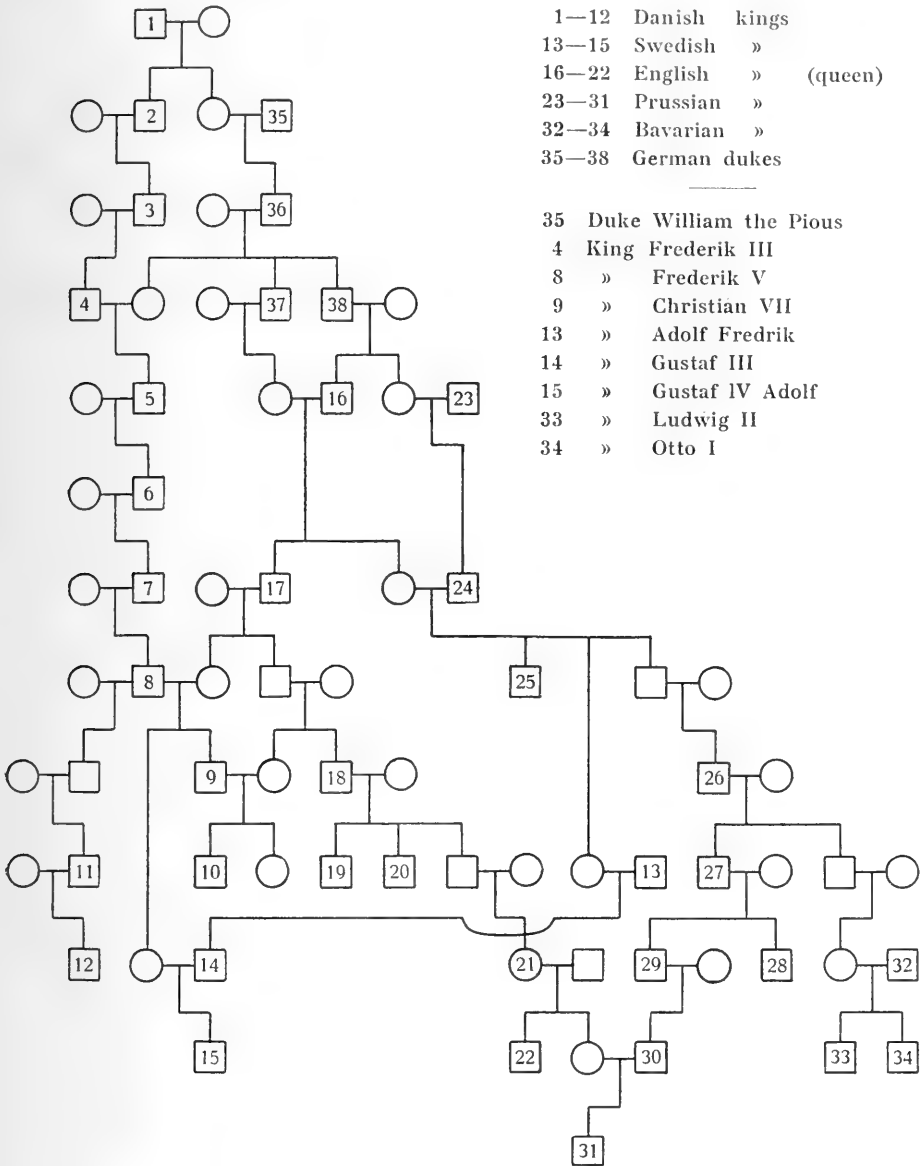 1—12 Danish kings
13—15 Swedish »
16—22 English » (queen)
23—31 Prussian »
32—34 Bavarian »
35—38 German dukes
35 Duke William the Pious
4 King Frederik III
8 » Frederik V
9 » Christian VII
13 » Adolf Fredrik
14 » Gustaf III
15 » Gustaf IV Adolf
33 » Ludwig II
34 » Otto I
1
2 35
3 36
4 37 38
5 16 23
6
7 17 24
8 25
9 18 26
11 10 19 20 13 27
12 14 21 29 28 32
15 22 30 33 34
31